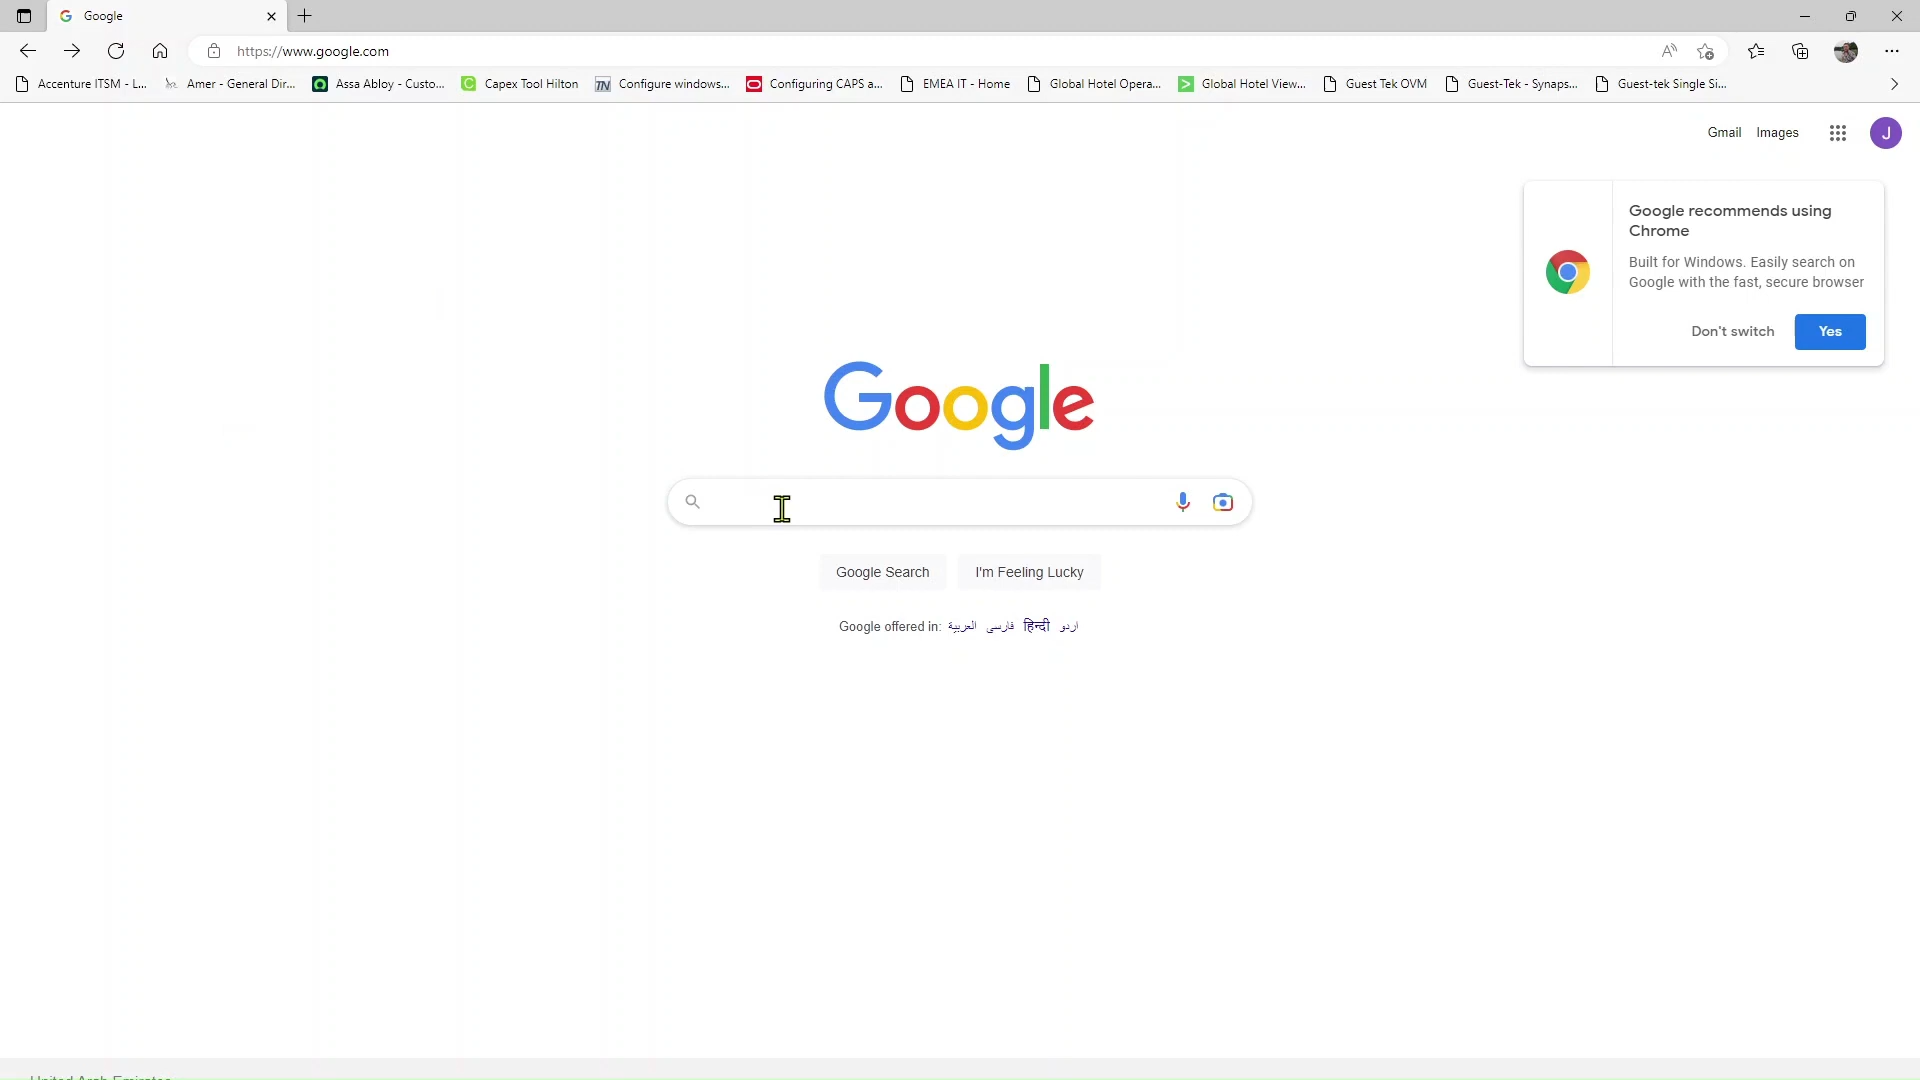 Google
https://www.google.com
Accenture ITSM - L...
Amer - General Dir...
Assa Abloy - Custo...
Capex Tool Hilton
Configure windows...
Configuring CAPS a...
EMEA IT - Home
Global Hotel Opera...
Global Hotel View...
Guest Tek OVM
Guest-Tek - Synaps...
Guest-tek Single Si...
Gmail Images
J
Google recommends using
Chrome
Built for Windows. Easily search on
Google with the fast, secure browser
Don't switch Yes
Google
Google Search I'm Feeling Lucky
Google offered in: العربية فارسی हिन्दी اردو
United Arab Emirates